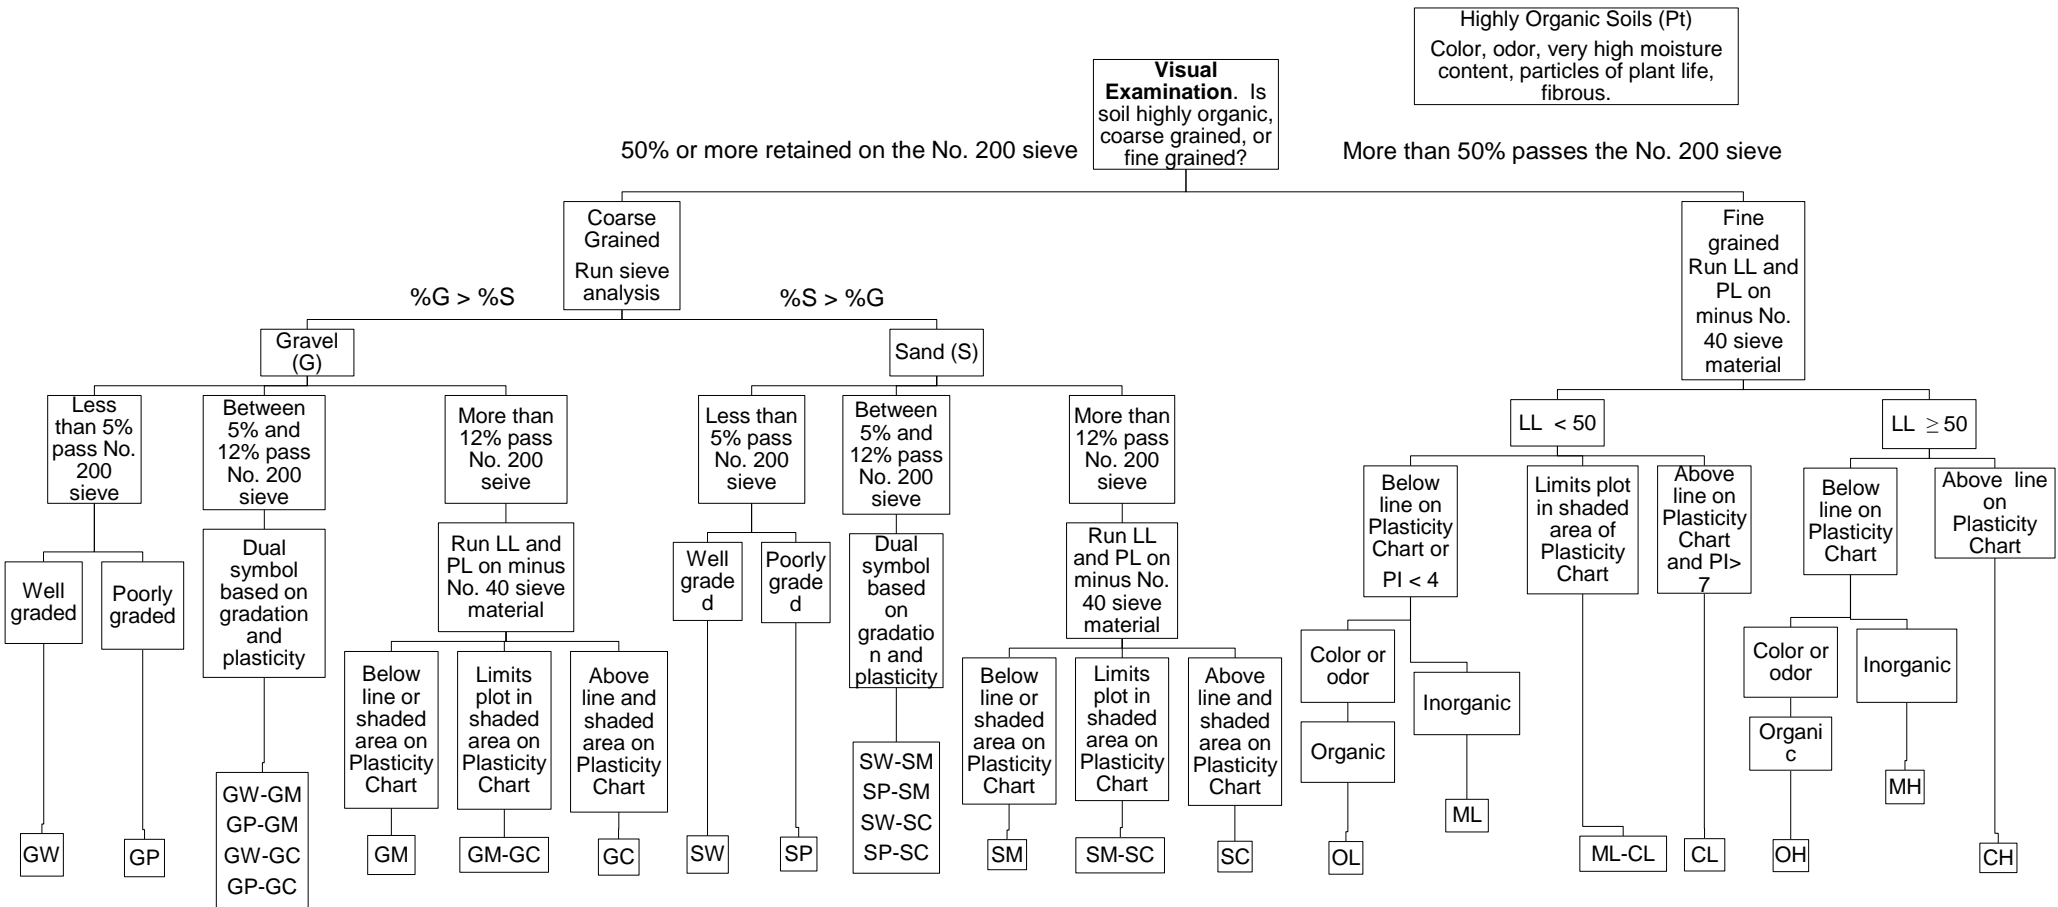 Highly Organic Soils (Pt)
Color, odor, very high moisture
content, particles of plant life,
fibrous.
Visual
Examination. Is
soil highly organic,
coarse grained, or
fine grained?
50% or more retained on the No. 200 sieve
More than 50% passes the No. 200 sieve
Coarse
Grained
Run sieve
analysis
%G > %S
%S > %G
Fine
grained
Run LL and
PL on
minus No.
40 sieve
material
Gravel
(G)
Sand (S)
Less
than 5%
pass No.
200
sieve
Between
5% and
12% pass
No. 200
sieve
More than
12% pass
No. 200
seive
Less than
5% pass
No. 200
sieve
Between
5% and
12% pass
No. 200
sieve
More than
12% pass
No. 200
sieve
LL < 50
LL ≥ 50
Below
line on
Plasticity
Chart or
PI < 4
Limits plot
in shaded
area of
Plasticity
Chart
Above
line on
Plasticity
Chart
and PI>
7
Below
line on
Plasticity
Chart
Above line
on
Plasticity
Chart
Well
graded
Poorly
graded
Dual
symbol
based on
gradation
and
plasticity
Run LL and
PL on minus
No. 40 sieve
material
Well
grade
d
Poorly
grade
d
Dual
symbol
based
on
gradatio
n and
plasticity
Run LL
and PL on
minus No.
40 sieve
material
Below
line or
shaded
area on
Plasticity
Chart
Limits
plot in
shaded
area on
Plasticity
Chart
Above
line and
shaded
area on
Plasticity
Chart
Below
line or
shaded
area on
Plasticity
Chart
Limits
plot in
shaded
area on
Plasticity
Chart
Above
line and
shaded
area on
Plasticity
Chart
Color or
odor
Inorganic
Organic
Color or
odor
Inorganic
Organi
c
GW
GP
GW-GM
GP-GM
GW-GC
GP-GC
GM
GM-GC
GC
SW
SP
SW-SM
SP-SM
SW-SC
SP-SC
SM
SM-SC
SC
OL
ML
ML-CL
CL
OH
MH
CH